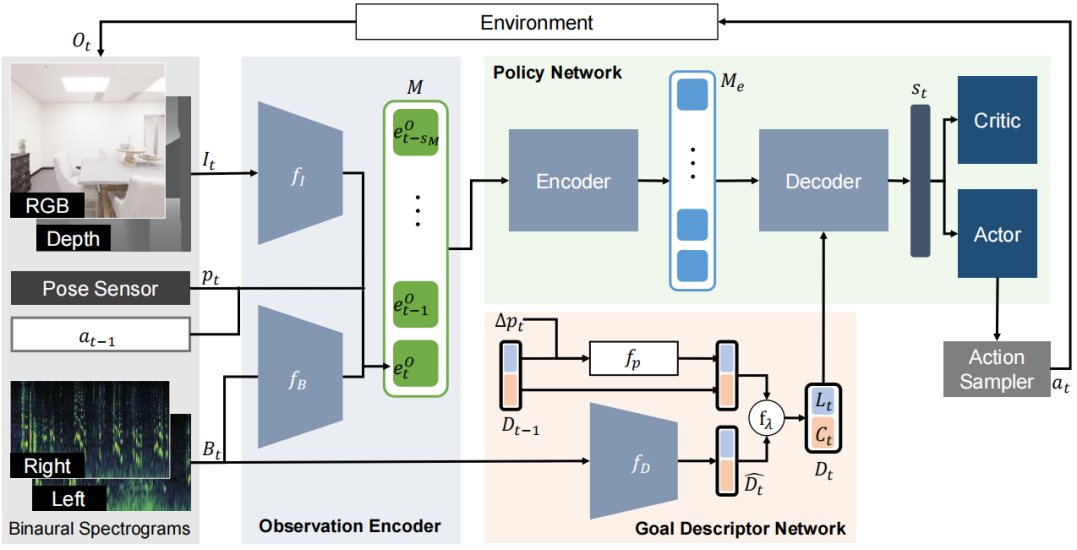 Environment
O_t
Policy Network
M
M_e
s_t
e^O_{t-s_M}
Critic
I_t
f_I
Encoder
Decoder
RGB
Depth
Actor
Pose Sensor
p_t
e^O_{t-1}
a_{t-1}
Δp_t
f_p
Action
Sampler
a_t
e^O_t
f_B
D_{t-1}
f_λ
L_t
C_t
D_t
B_t
Right
Left
f_D
\widehat{D_t}
Binaural Spectrograms
Observation Encoder
Goal Descriptor Network